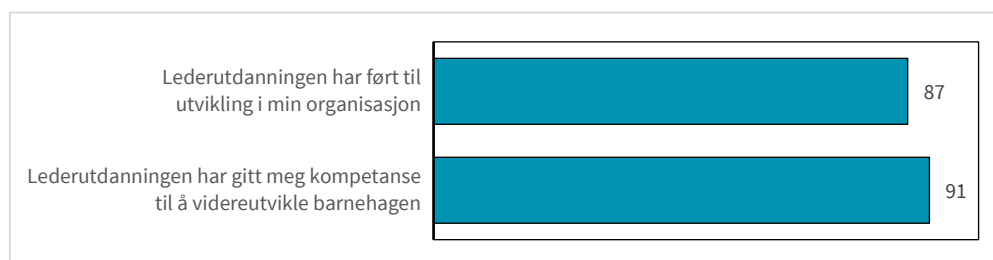 Lederutdanningen har ført til
utvikling i min organisasjon
87
Lederutdanningen har gitt meg kompetanse
til å videreutvikle barnehagen
91